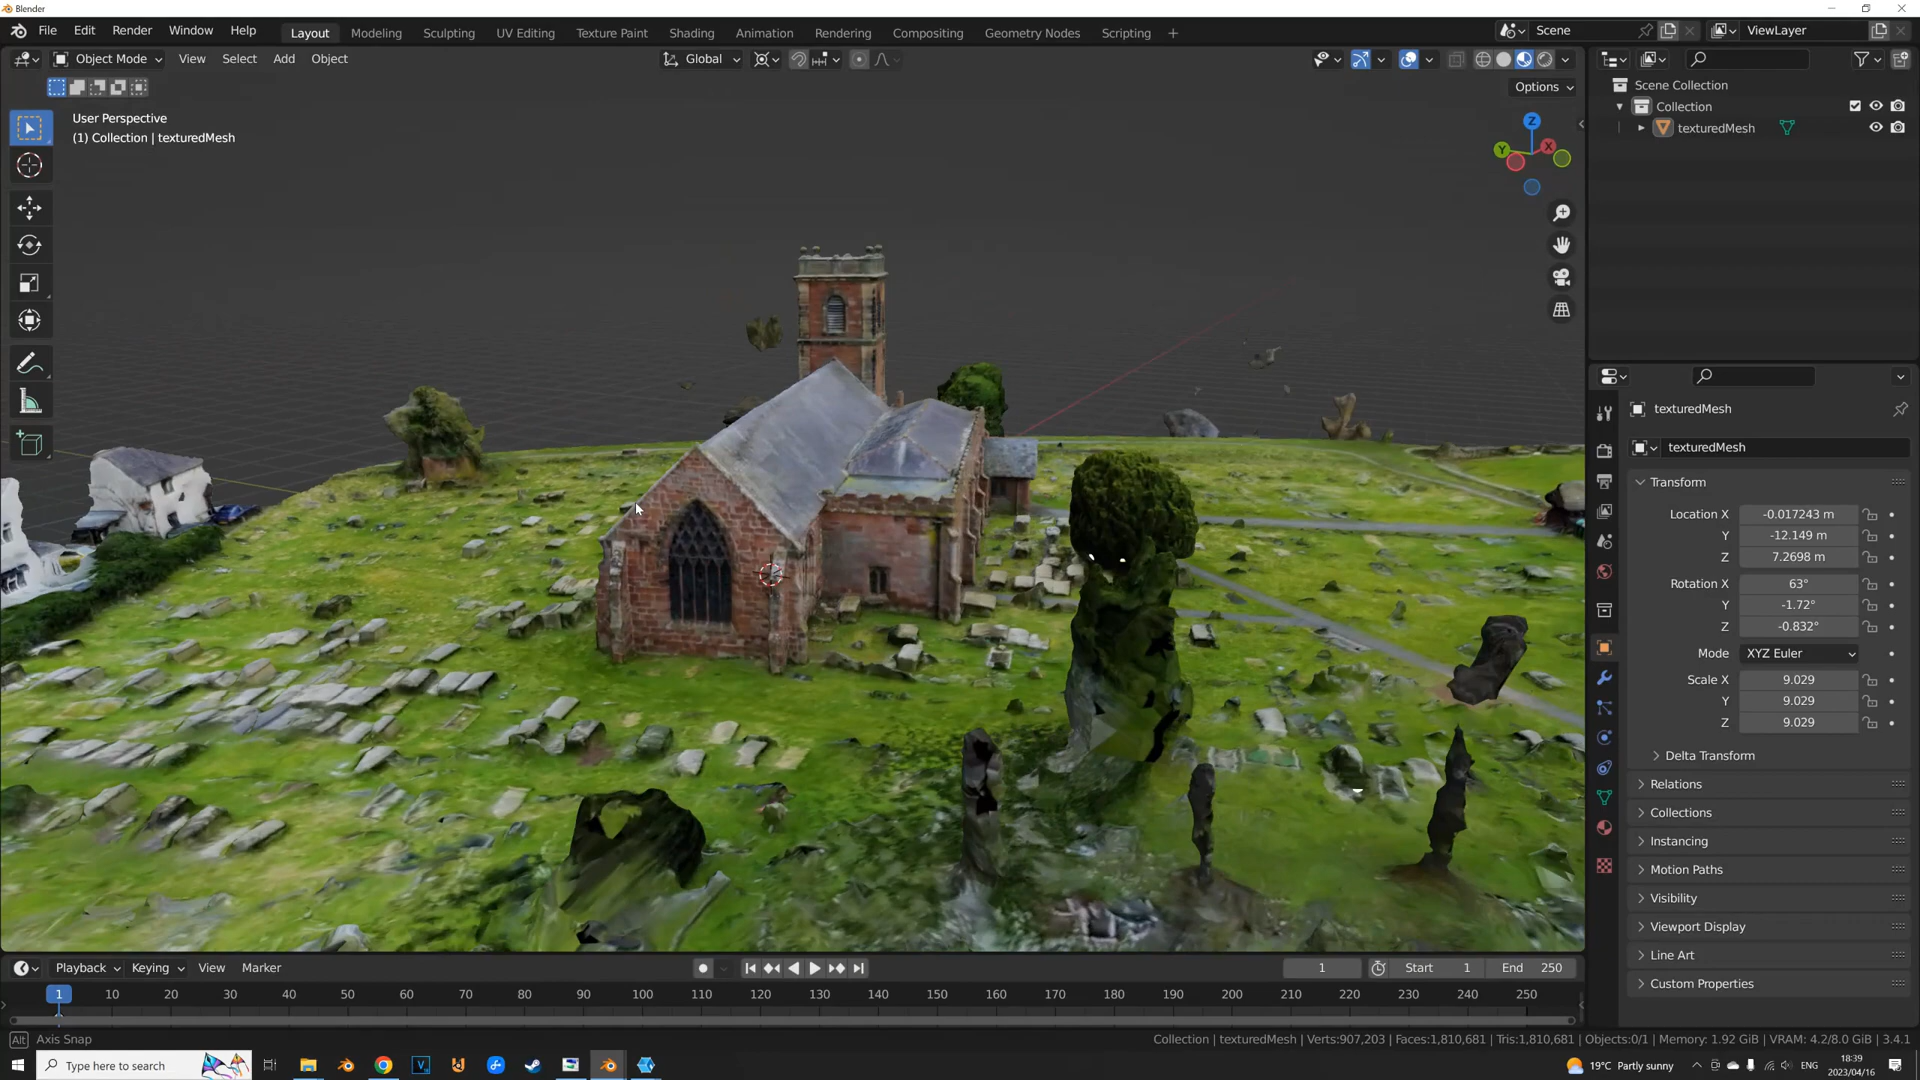 Blender
File Edit Render Window Help Layout Modeling Sculpting UV Editing Texture Paint Shading Animation Rendering Compositing Geometry Nodes Scripting + Scene ViewLayer
Object Mode View Select Add Object Global
Options
User Perspective
(1) Collection | texturedMesh
Z
Y X
Scene Collection
Collection
texturedMesh
texturedMesh
texturedMesh
Transform
Location X -0.017243 m
Y -12.149 m
Z 7.2698 m
Rotation X 63°
Y -1.72°
Z -0.832°
Mode XYZ Euler
Scale X 9.029
Y 9.029
Z 9.029
Delta Transform
Relations
Collections
Instancing
Motion Paths
Visibility
Viewport Display
Line Art
Custom Properties
Playback Keying View Marker 1 Start 1 End 250
1 10 20 30 40 50 60 70 80 90 100 110 120 130 140 150 160 170 180 190 200 210 220 230 240 250
Alt Axis Snap Collection | texturedMesh | Verts:907,203 | Faces:1,810,681 | Tris:1,810,681 | Objects:0/1 | Memory: 1.92 GiB | VRAM: 4.2/8.0 GiB | 3.4.1
Type here to search 19°C Partly sunny ENG 18:39
2023/04/16